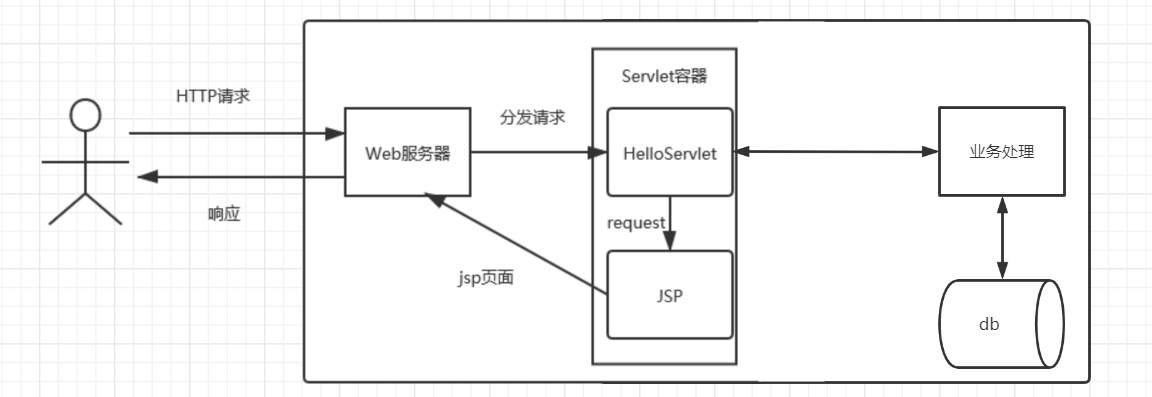 HTTP请求
响应
Web服务器
分发请求
Servlet容器
HelloServlet
request
JSP
jsp页面
业务处理
db